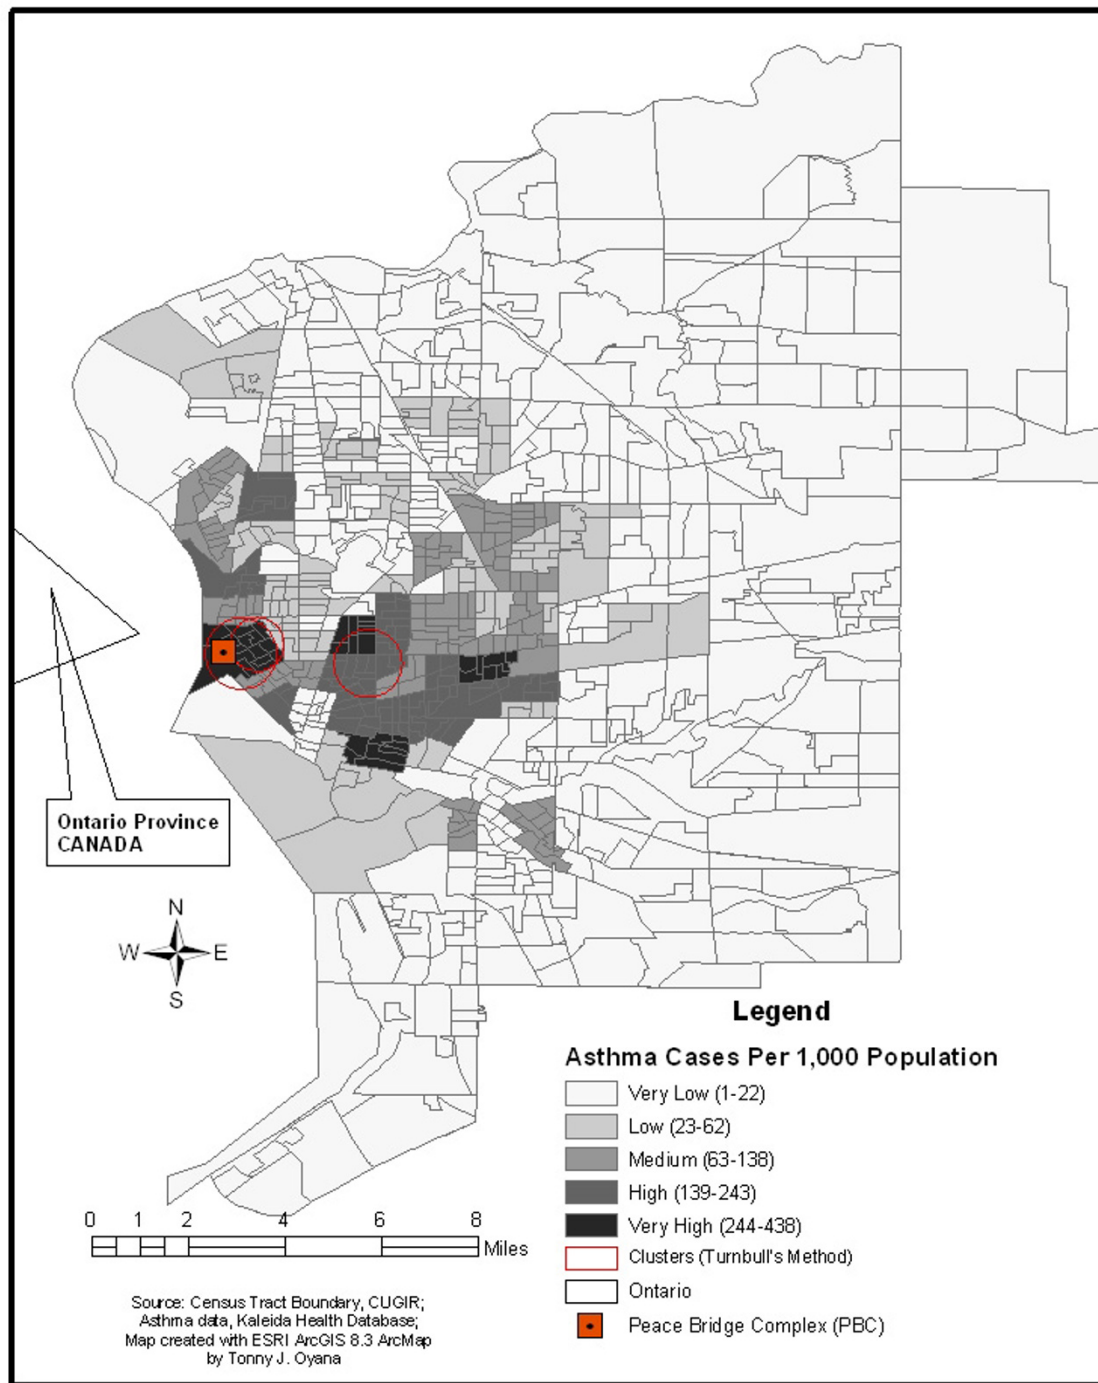 Ontario Province
CANADA
N
W
E
S
Legend
Asthma Cases Per 1,000 Population
Very Low (1-22)
Low (23-62)
Medium (63-138)
High (139-243)
Very High (244-438)
Clusters (Turnbull's Method)
Ontario
Peace Bridge Complex (PBC)
0 1 2 4 6 8
Miles
Source: Census Tract Boundary, CUGIR;
Asthma data, Kaleida Health Database;
Map created with ESRI ArcGIS 8.3 ArcMap
by Tonny J. Oyana